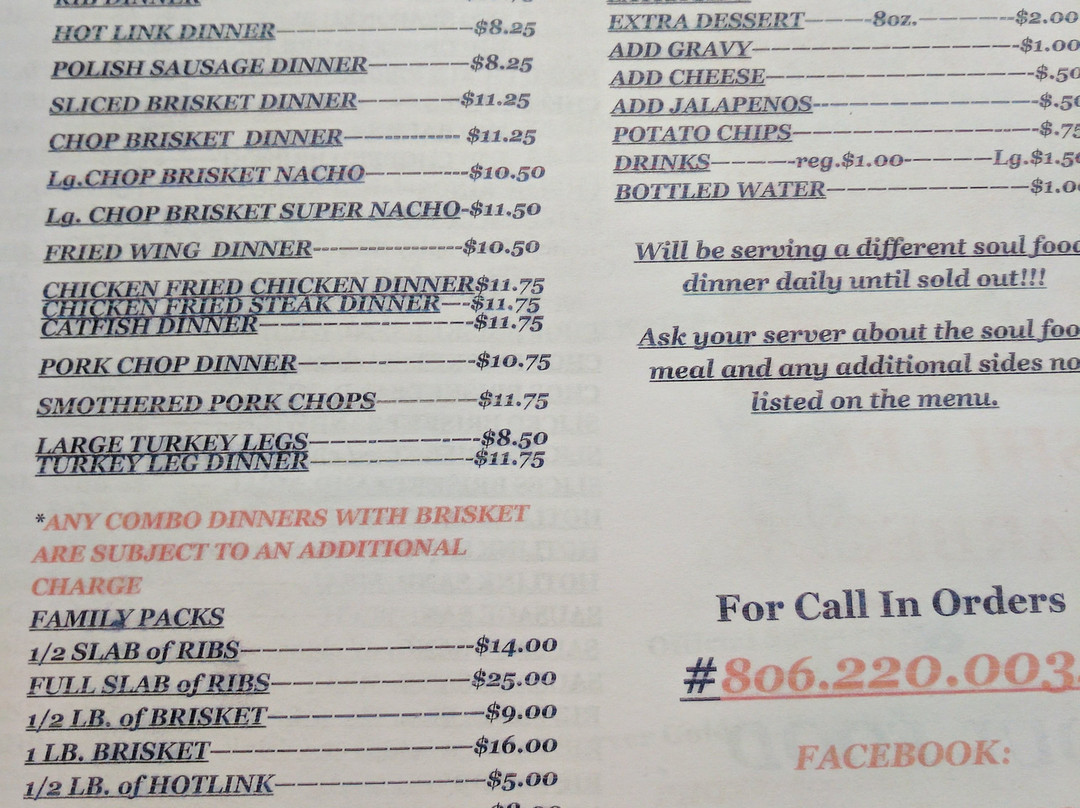 HOT LINK DINNER----------$8.25
POLISH SAUSAGE DINNER-------$8.25
SLICED BRISKET DINNER-------$11.25
CHOP BRISKET DINNER-------- $11.25
Lg.CHOP BRISKET NACHO-------$10.50
Lg. CHOP BRISKET SUPER NACHO-$11.50
FRIED WING DINNER----------$10.50
CHICKEN FRIED CHICKEN DINNER$11.75
CHICKEN FRIED STEAK DINNER---$11.75
CATFISH DINNER------------$11.75
PORK CHOP DINNER----------$10.75
SMOTHERED PORK CHOPS-------$11.75
LARGE TURKEY LEGS----------$8.50
TURKEY LEG DINNER----------$11.75
*ANY COMBO DINNERS WITH BRISKET
ARE SUBJECT TO AN ADDITIONAL
CHARGE
FAMILY PACKS
1/2 SLAB of RIBS-------------$14.00
FULL SLAB of RIBS-----------$25.00
1/2 LB. of BRISKET-----------$9.00
1 LB. BRISKET---------------$16.00
1/2 LB. of HOTLINK-----------$5.00
EXTRA DESSERT-----8oz.------$2.00
ADD GRAVY----------------$1.00
ADD CHEESE----------------$.50
ADD JALAPENOS-------------$.50
POTATO CHIPS--------------$.75
DRINKS------reg.$1.00------Lg.$1.50
BOTTLED WATER------------$1.00
Will be serving a different soul food
dinner daily until sold out!!!
Ask your server about the soul foo
meal and any additional sides no
listed on the menu.
For Call In Orders
#806.220.003
FACEBOOK: